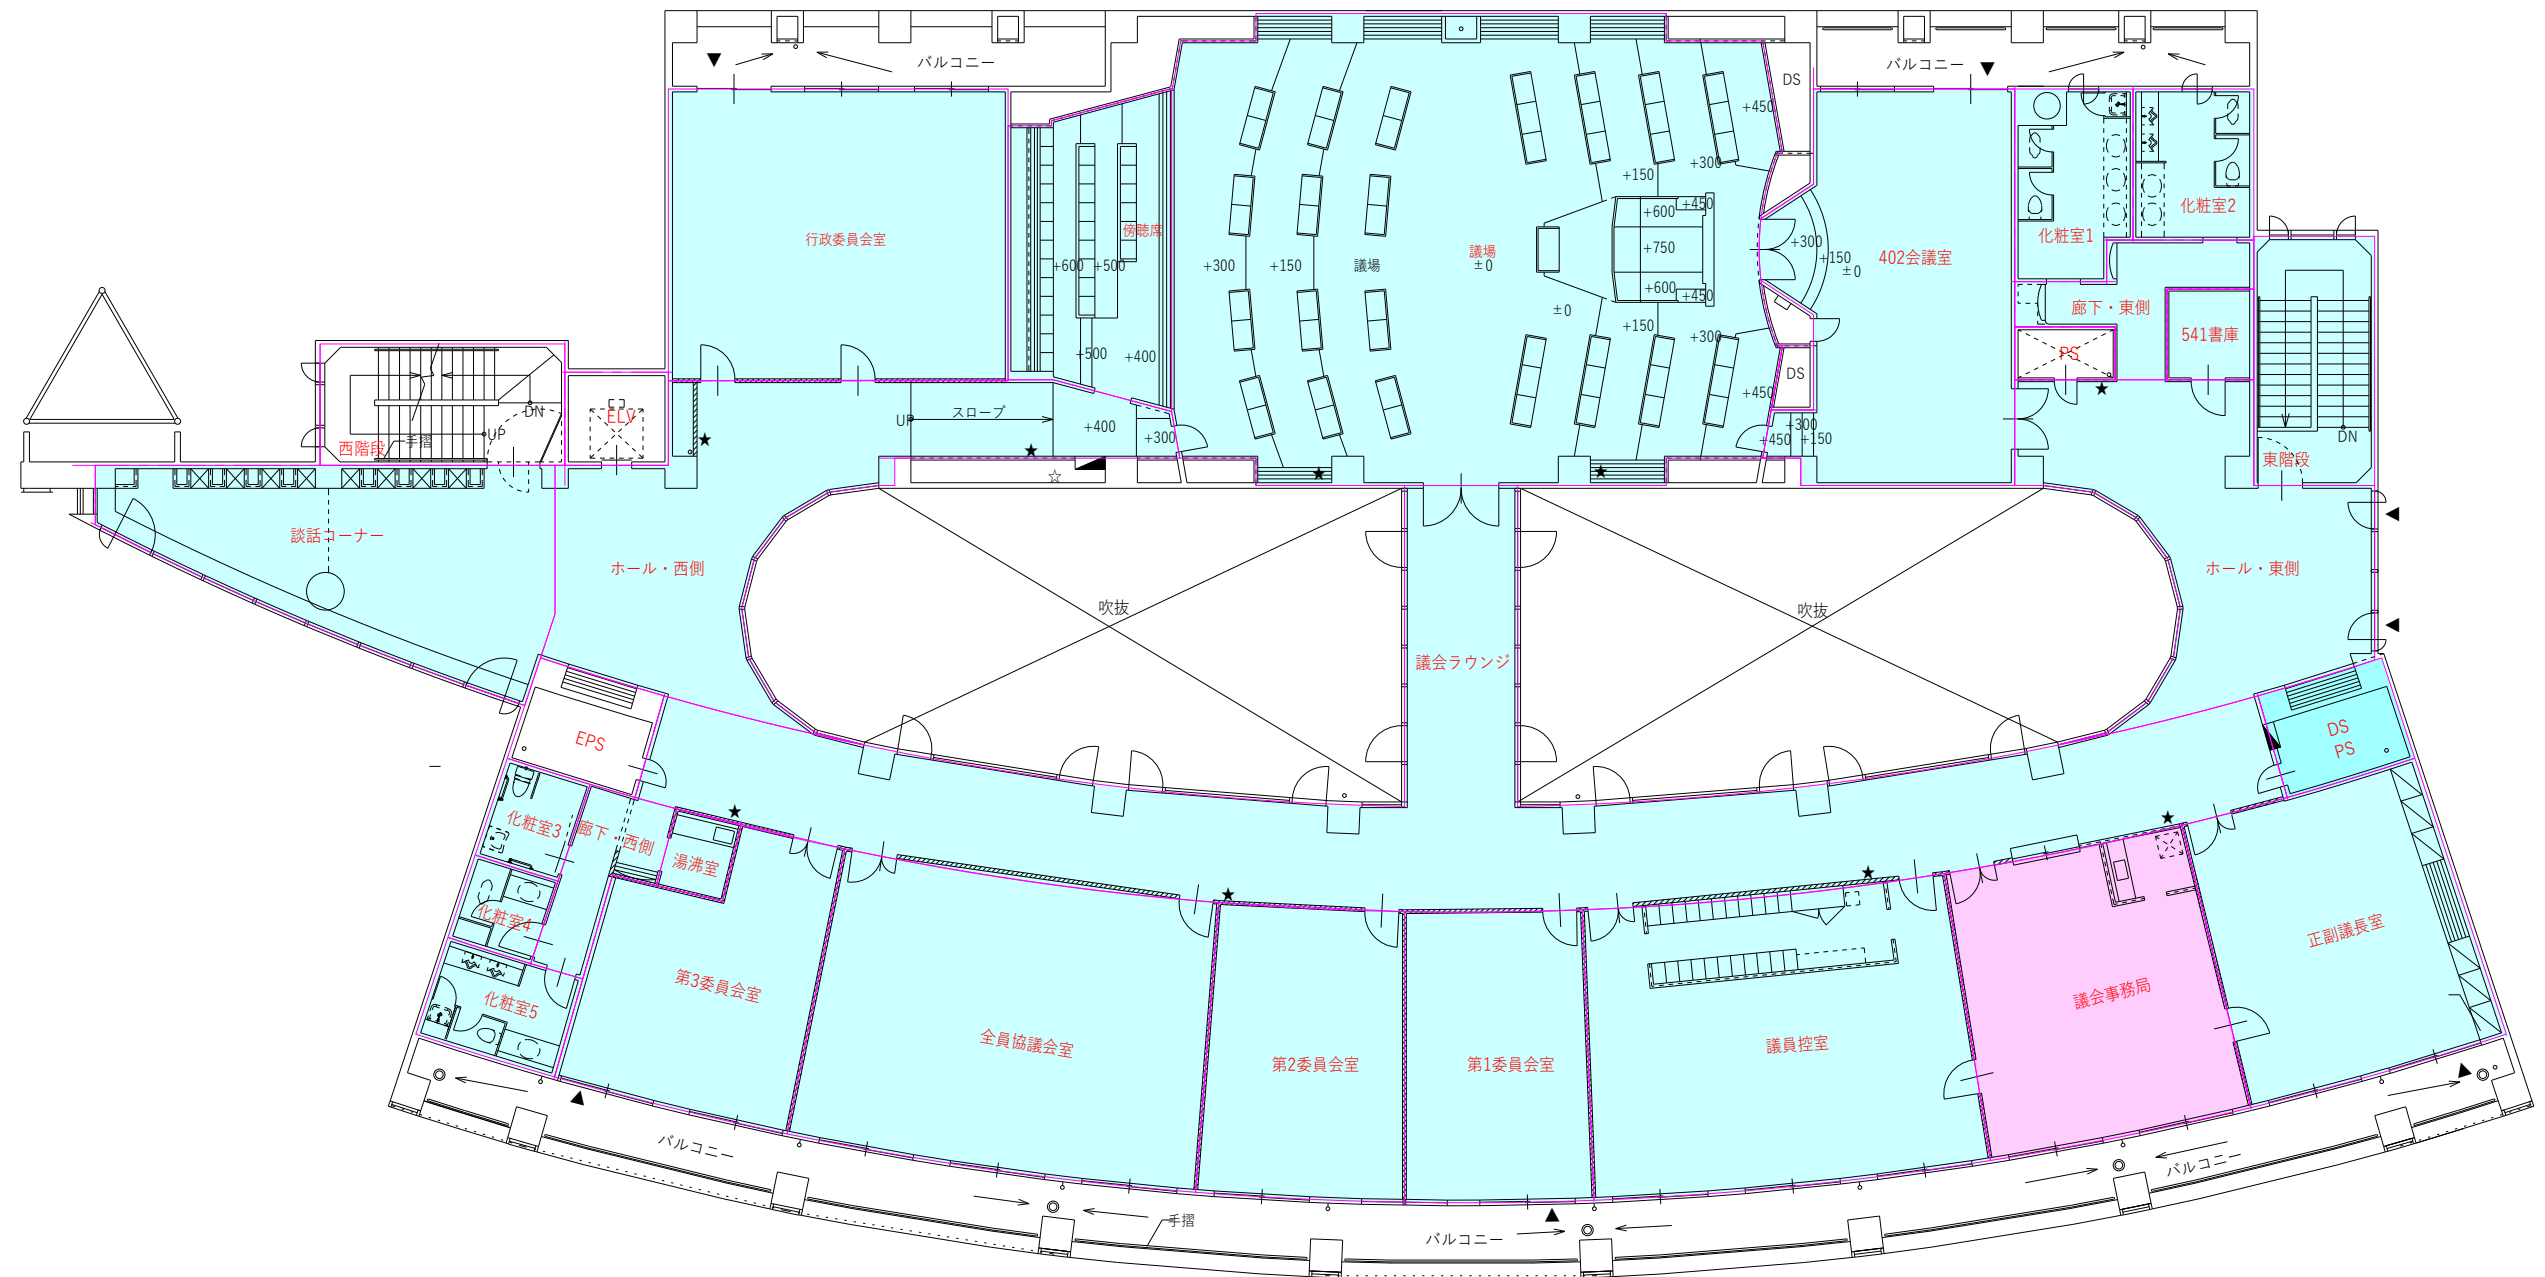 バルコニー
バルコニー
DS
+450
+300
+150
化粧室2
行政委員会室
傍聴席
+600
+450
化粧室1
+300
+750
議場
402会議室
+600
+500
+300
+150
議場
±0
+150
±0
+600
+450
±0
廊下・東側
+150
+300
541書庫
+500
+400
PS
DS
+450
DN
スロープ
UP
ELV
+400
+300
+300
+450
+150
UP
手摺
西階段
DN
東階段
☆
談話コーナー
ホール・西側
ホール・東側
吹抜
吹抜
議会ラウンジ
EPS
DS
PS
化粧室3
廊下・西側
湯沸室
化粧室4
正副議長室
第3委員会室
化粧室5
議会事務局
全員協議会室
議員控室
第2委員会室
第1委員会室
バルコニー
バルコニー
手摺
バルコニー